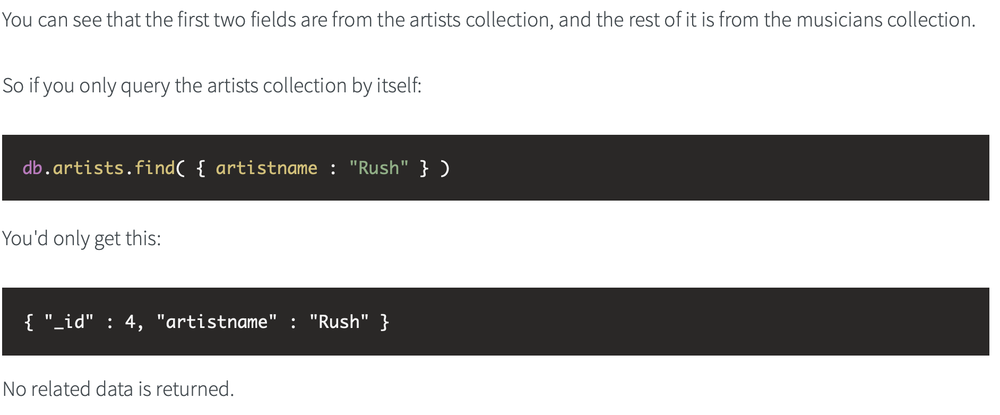 You can see that the first two fields are from the artists collection, and the rest of it is from the musicians collection.
So if you only query the artists collection by itself:
db.artists.find( { artistname : "Rush" } )
You'd only get this:
{ "_id" : 4, "artistname" : "Rush" }
No related data is returned.